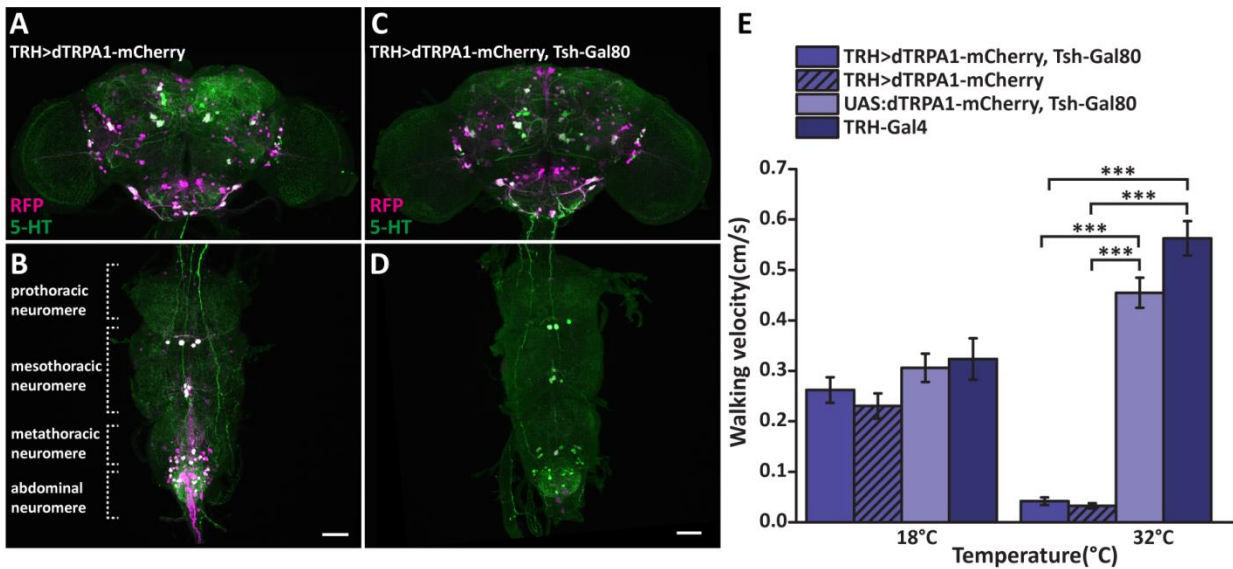 A
TRH>dTRPA1-mCherry
RFP
5-HT
B
prothoracic
neuromere
mesothoracic
neuromere
metathoracic
neuromere
abdominal
neuromere
C
TRH>dTRPA1-mCherry, Tsh-Gal80
RFP
5-HT
D
E
TRH>dTRPA1-mCherry, Tsh-Gal80
TRH>dTRPA1-mCherry
UAS:dTRPA1-mCherry, Tsh-Gal80
TRH-Gal4
Walking velocity(cm/s)
0.7
0.6
0.5
0.4
0.3
0.2
0.1
0.0
***
***
***
***
18°C
32°C
Temperature(°C)